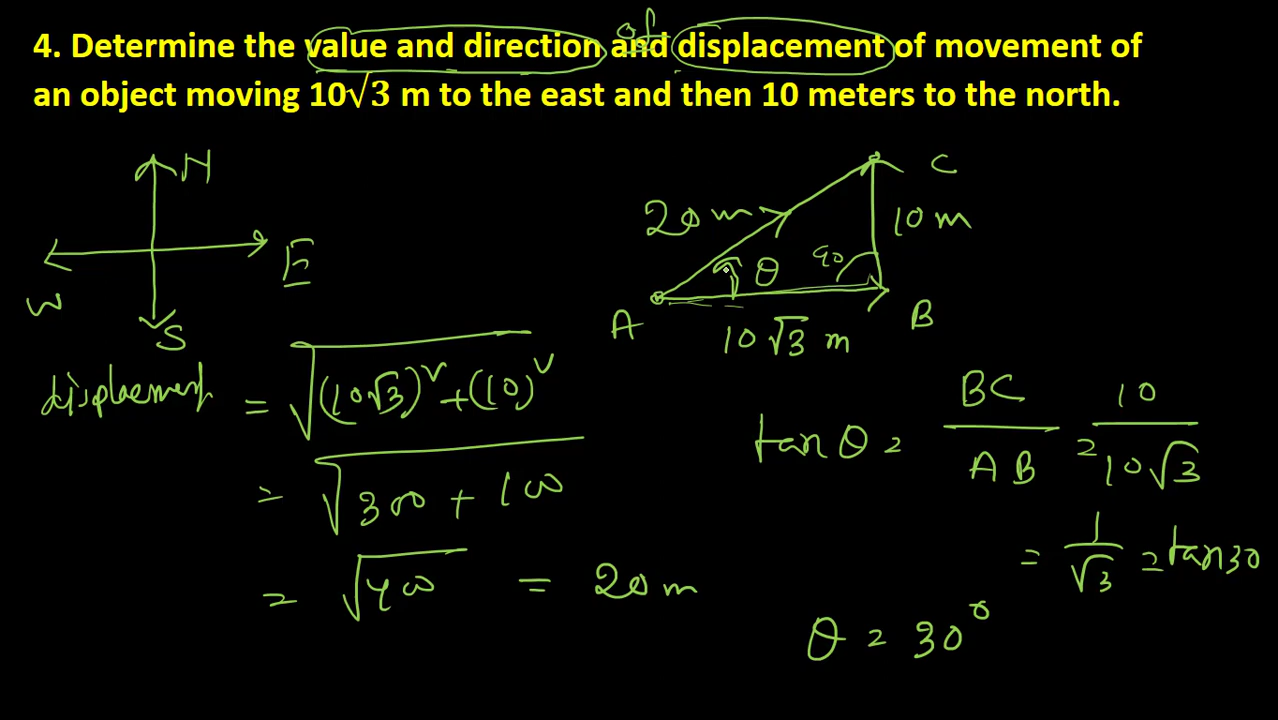 of
4. Determine the value and direction and displacement of movement of
an object moving 10√3 m to the east and then 10 meters to the north.
N
C
20 m
10 m
E
θ
90
W
S
A
B
10√3 m
displacement = √(10√3)² + (10)²
tan θ = BC / AB = 10 / 10√3
= √300 + 100
= 1/√3 = tan30
= √400 = 20 m
θ = 30°